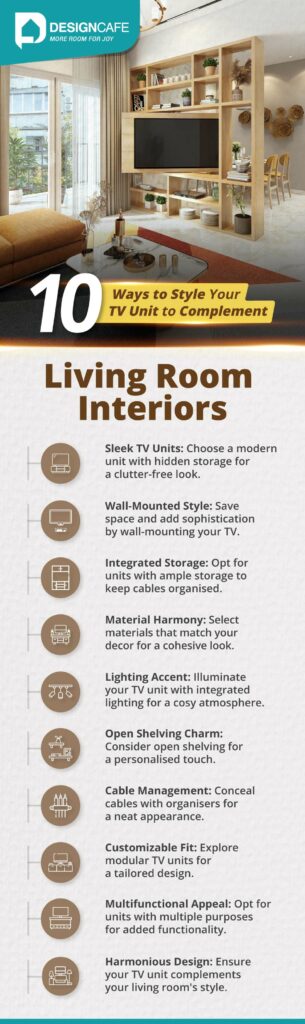 DESIGNCAFE
MORE ROOM FOR JOY
10 Ways to Style Your
TV Unit to Complement
Living Room
Interiors
Sleek TV Units: Choose a modern
unit with hidden storage for
a clutter-free look.
Wall-Mounted Style: Save
space and add sophistication
by wall-mounting your TV.
Integrated Storage: Opt for
units with ample storage to
keep cables organised.
Material Harmony: Select
materials that match your
decor for a cohesive look.
Lighting Accent: Illuminate
your TV unit with integrated
lighting for a cosy atmosphere.
Open Shelving Charm:
Consider open shelving for
a personalised touch.
Cable Management: Conceal
cables with organisers for
a neat appearance.
Customizable Fit: Explore
modular TV units for
a tailored design.
Multifunctional Appeal: Opt for
units with multiple purposes
for added functionality.
Harmonious Design: Ensure
your TV unit complements
your living room's style.